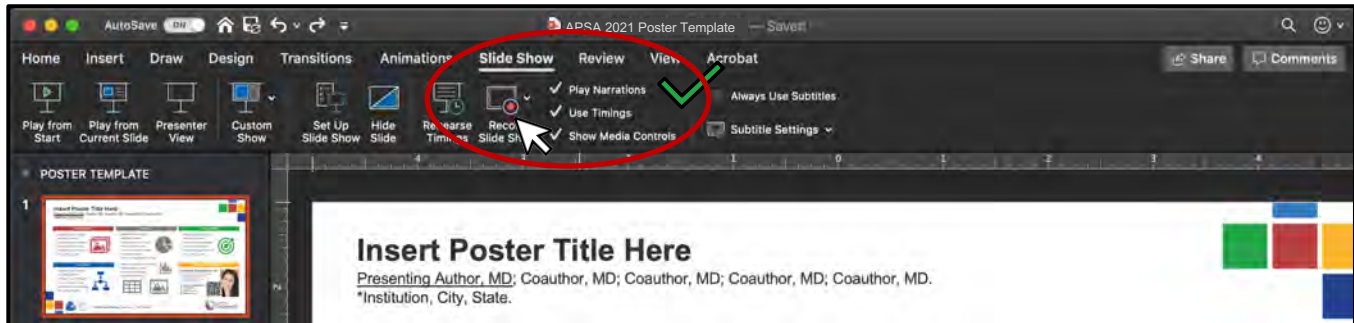 AutoSave Off APSA 2021 Poster Template — Saved
Home Insert Draw Design Transitions Animations Slide Show Review View Acrobat Share Comments
Play from Start
Play from Current Slide
Presenter View
Custom Show
Set Up Slide Show
Hide Slide
Rehearse Timings
Slide
Play Narrations
Use Timings
Show Media Controls
Always Use Subtitles
Subtitle Settings
POSTER TEMPLATE
1
Insert Poster Title Here
Presenting Author, MD; Coauthor, MD; Coauthor, MD; Coauthor, MD; Coauthor, MD.
*Institution, City, State.